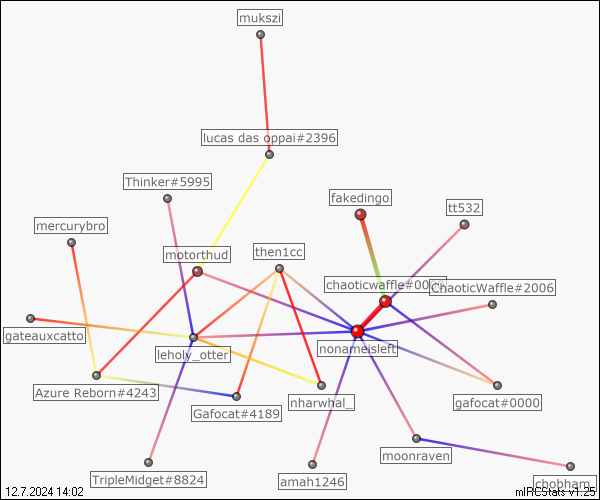 mukszi
lucas das oppai#2396
Thinker#5995
fakedingo
tt532
mercurybro
motorthud
then1cc
chaoticwaffle#0000
ChaoticWaffle#2006
gateauxcatto
leholy_otter
nonameisleft
Azure Reborn#4243
Gafocat#4189
nharwhal_
gafocat#0000
moonraven
TripleMidget#8824
amah1246
cbobham
12.7.2024 14:02
mIRCStats v1.25